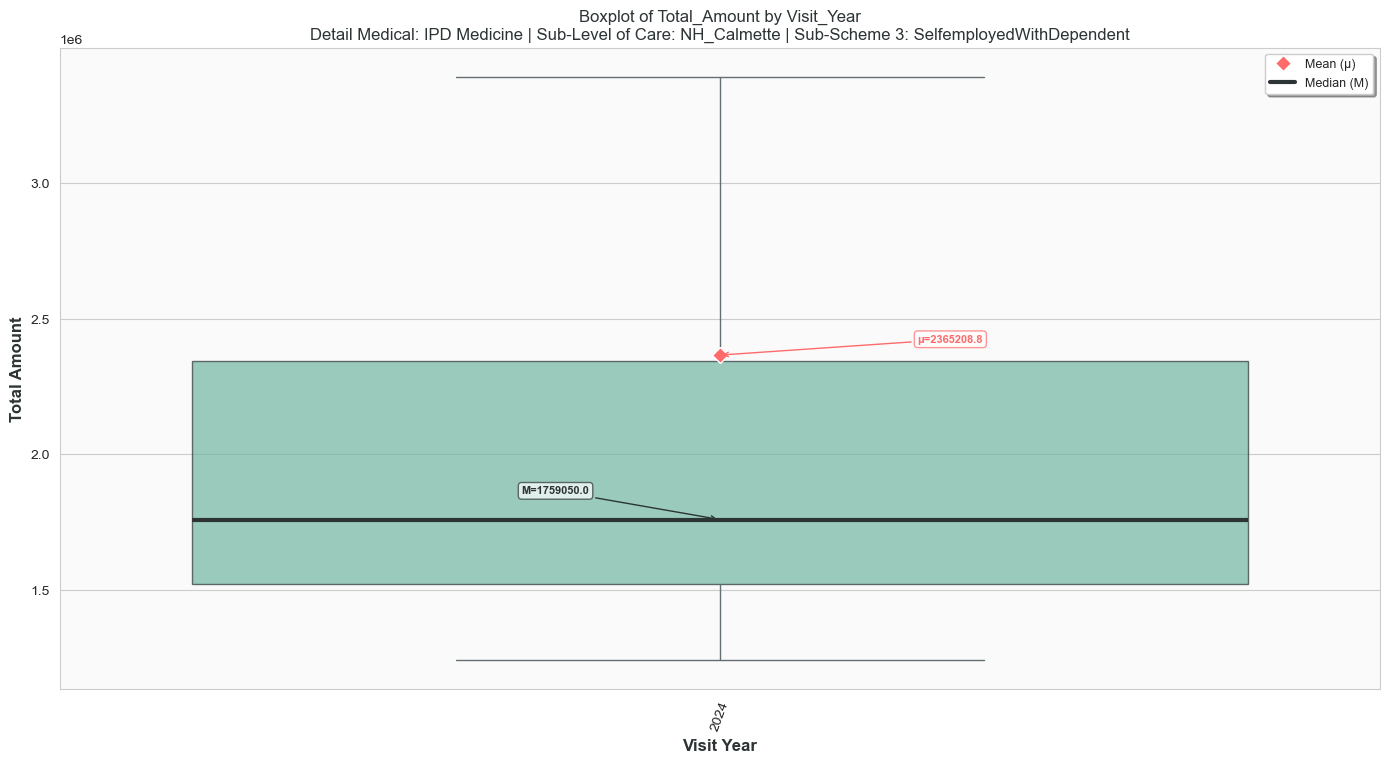 Boxplot of Total_Amount by Visit_Year
Detail Medical: IPD Medicine | Sub-Level of Care: NH_Calmette | Sub-Scheme 3: SelfemployedWithDependent
1e6
Mean (μ)
Median (M)
3.0
2.5
2.0
1.5
Total Amount
μ=2365208.8
M=1759050.0
2024
Visit Year